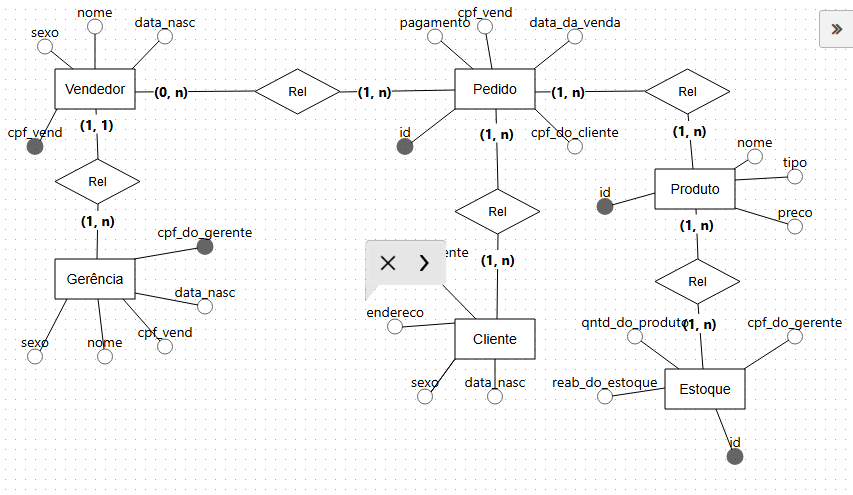 nome
sexo
data_nasc
Vendedor
(0, n)
Rel
(1, n)
cpf_vend
(1, 1)
Rel
(1, n)
cpf_vend
pagamento
data_da_venda
Pedido
(1, n)
Rel
id
(1, n)
cpf_do_cliente
(1, n)
nome
tipo
id
Produto
preco
(1, n)
Rel
Rel
cpf_do_gerente
Gerência
data_nasc
cpf_vend
sexo
nome
(1, n)
endereco
Cliente
sexo
data_nasc
qntd_do_produto
(1, n)
cpf_do_gerente
reab_do_estoque
Estoque
id